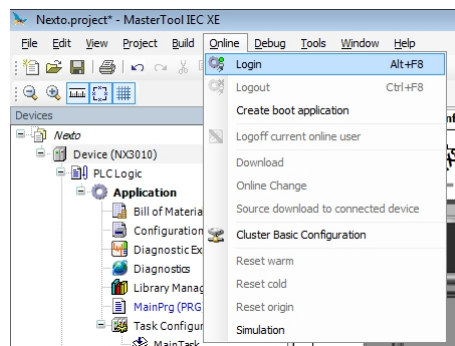 Nexto.project* - MasterTool IEC XE
File Edit View Project Build Online Debug Tools Window Help
Login Alt+F8
Logout Ctrl+F8
Create boot application
Logoff current online user
Download
Online Change
Source download to connected device
Cluster Basic Configuration
Reset warm
Reset cold
Reset origin
Simulation
Devices
Nexto
Device (NX3010)
PLC Logic
Application
Bill of Materia
Configuration
Diagnostic Ex
Diagnostics
Library Manag
MainPrg (PRG
Task Configur
MainTask